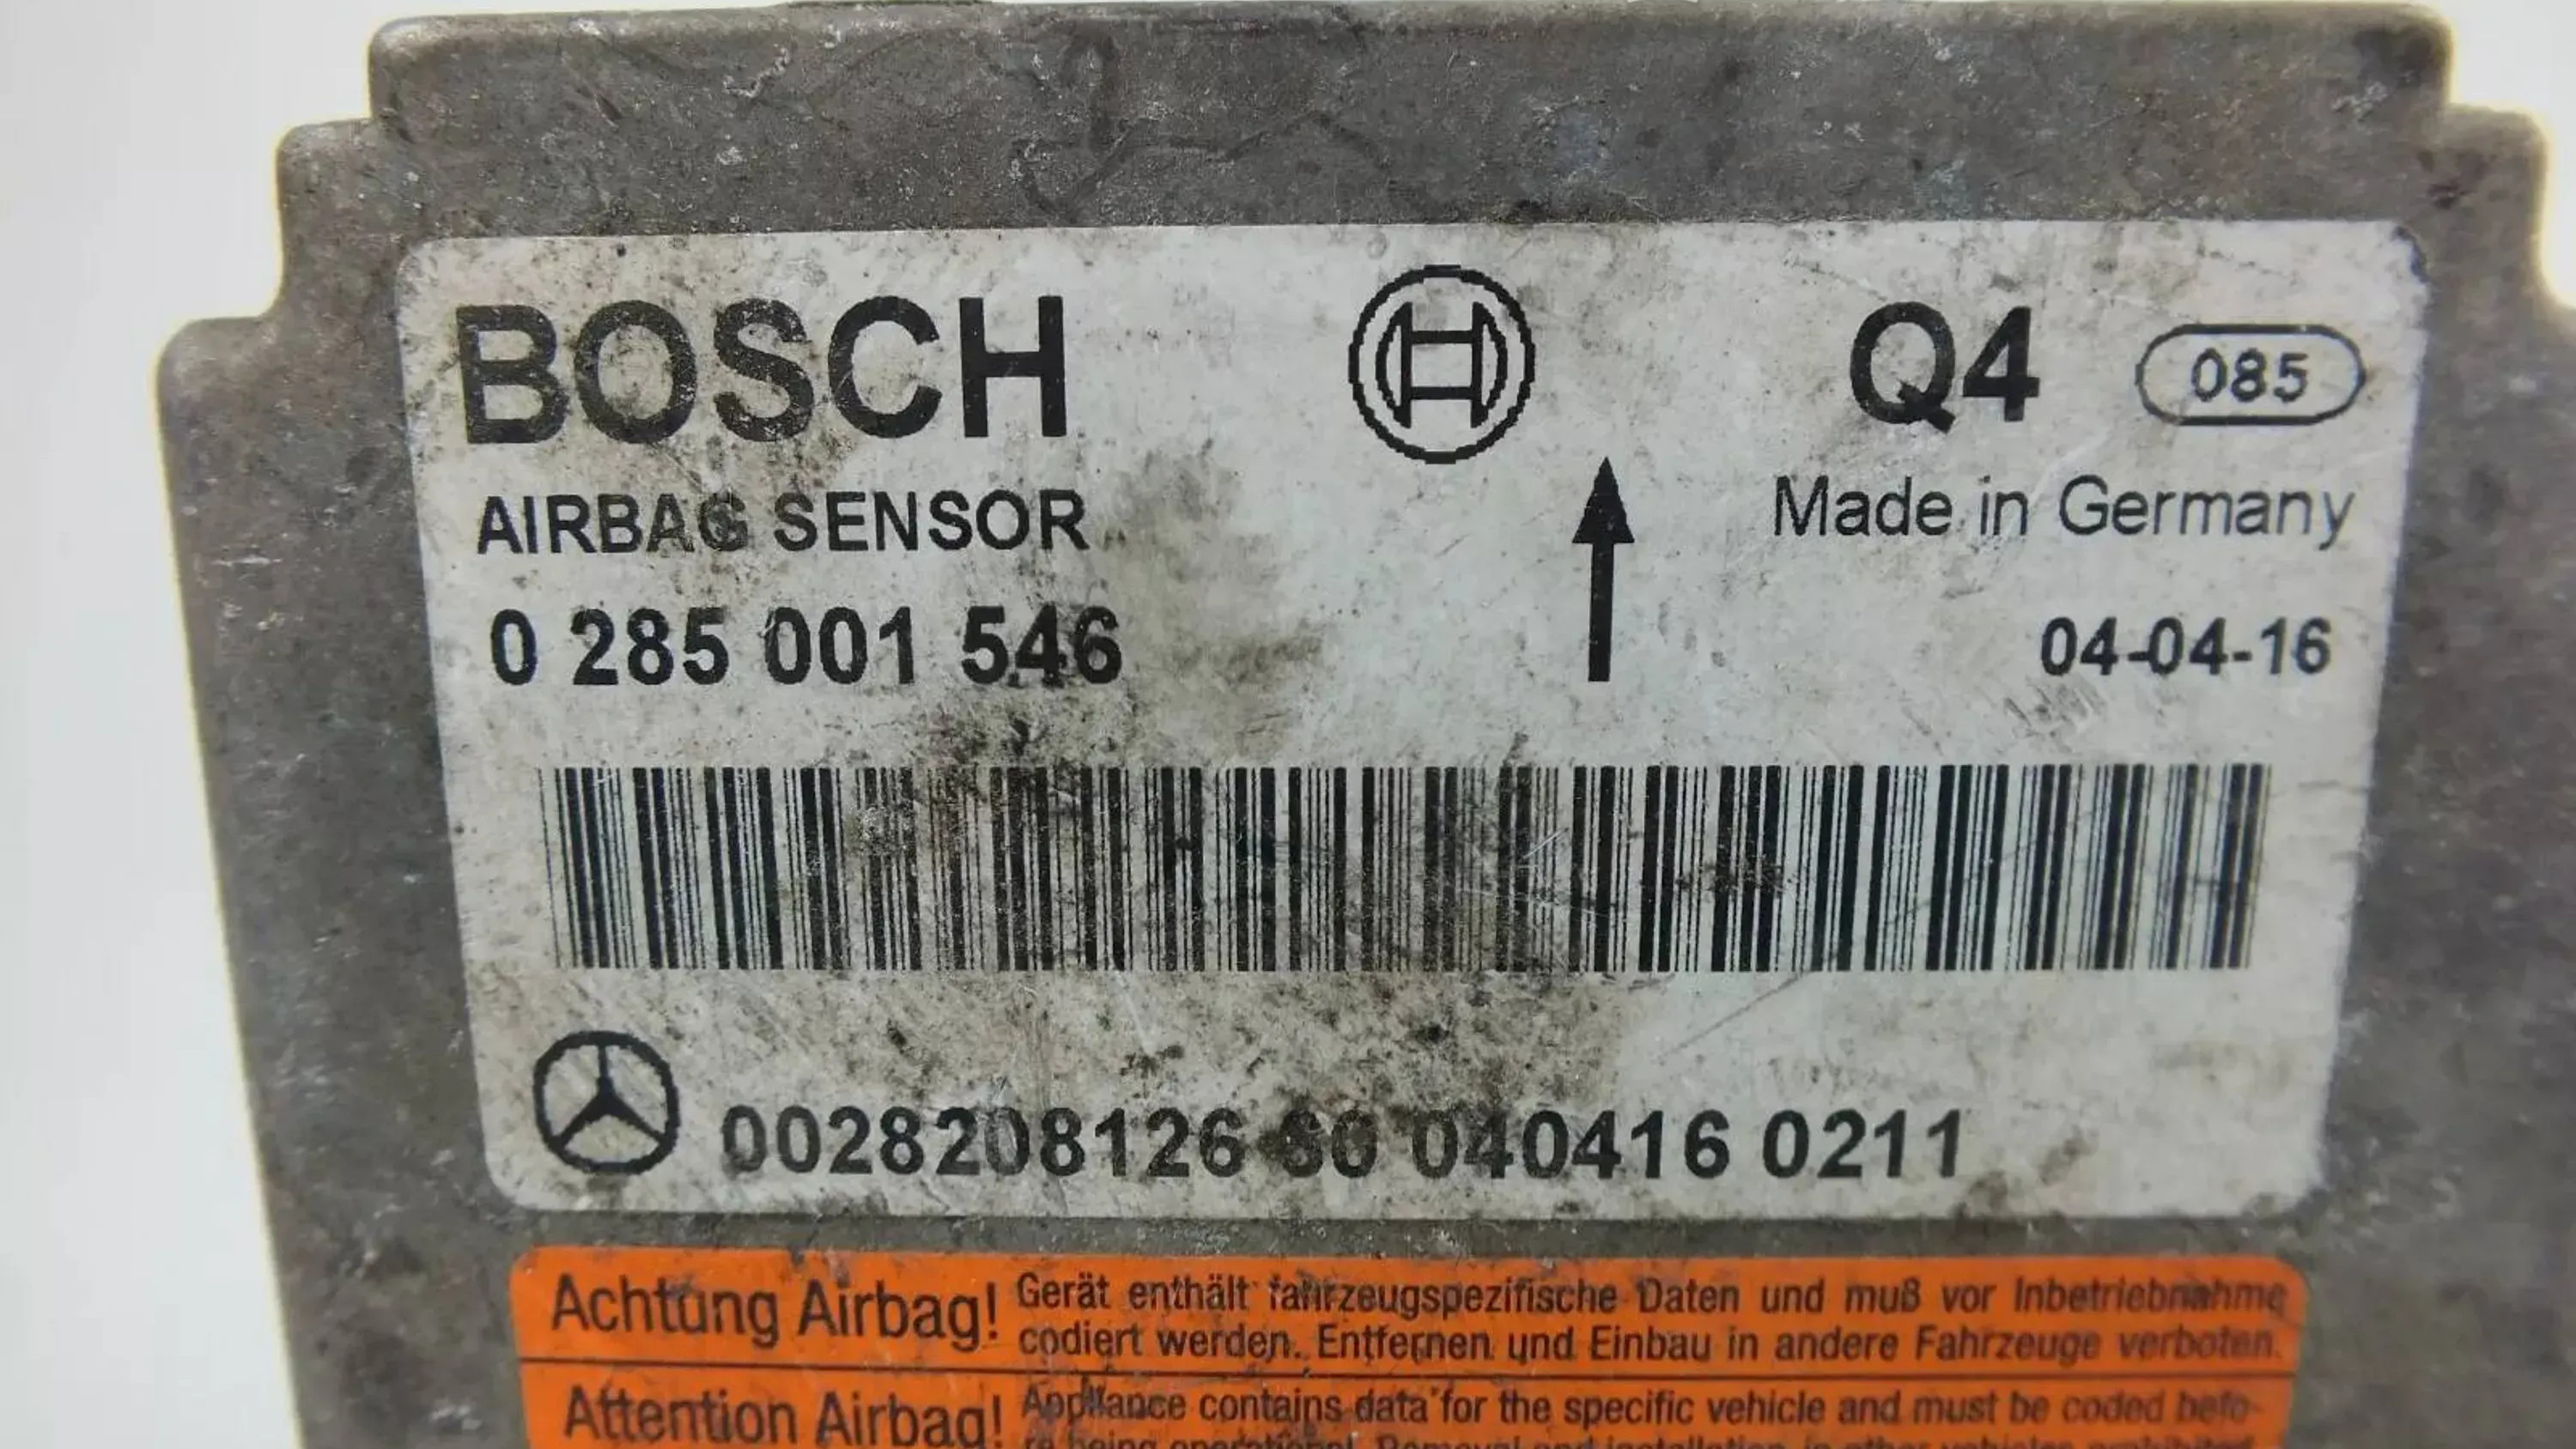 BOSCH Q4 085
AIRBAG SENSOR Made in Germany
0 285 001 546 04-04-16
0028208126 040416 0211
Achtung Airbag! Gerät enthält fahrzeugspezifische Daten und muß vor Inbetriebnahme
codiert werden. Entfernen und Einbau in andere Fahrzeuge verboten.
Attention Airbag! Appliance contains data for the specific vehicle and must be coded befo-